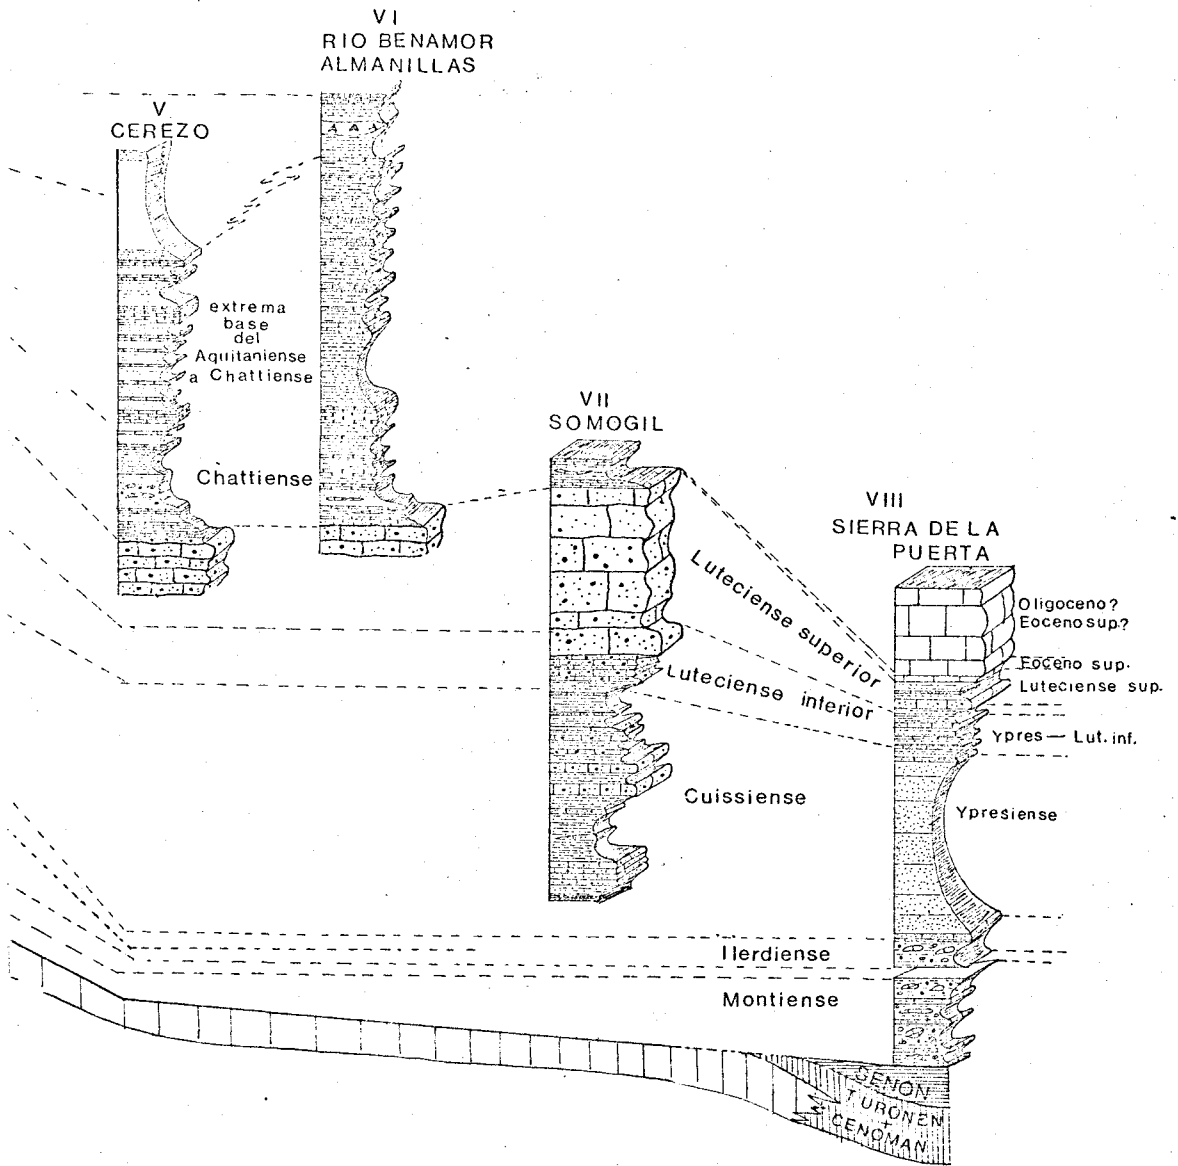 VI
RIO BENAMOR
ALMANILLAS
V
CEREZO
extrema
base
del
Aquitaniense
a Chattiense
Chattiense
VII
SOMOGIL
VIII
SIERRA DE LA
PUERTA
Luteciense superior
Luteciense interior
Cuissiense
Ilerdiense
Montiense
Oligoceno?
Eoceno sup.?
Eoceno sup.
Luteciense sup.
Ypres — Lut. inf.
Ypresiense
SENON
TURONEN
+
CENOMAN